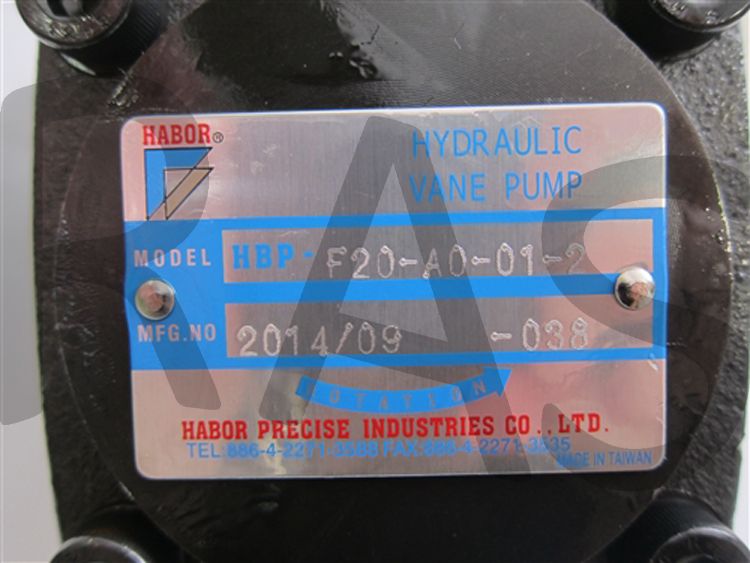 HABOR®
HYDRAULIC
VANE PUMP
MODEL HBP- F20-A0-01-2
MFG.NO 2014/09 -038
ROTATION
HABOR PRECISE INDUSTRIES CO.,LTD.
TEL:886-4-2271-3588 FAX:886-4-2271-3535
MADE IN TAIWAN
RAS